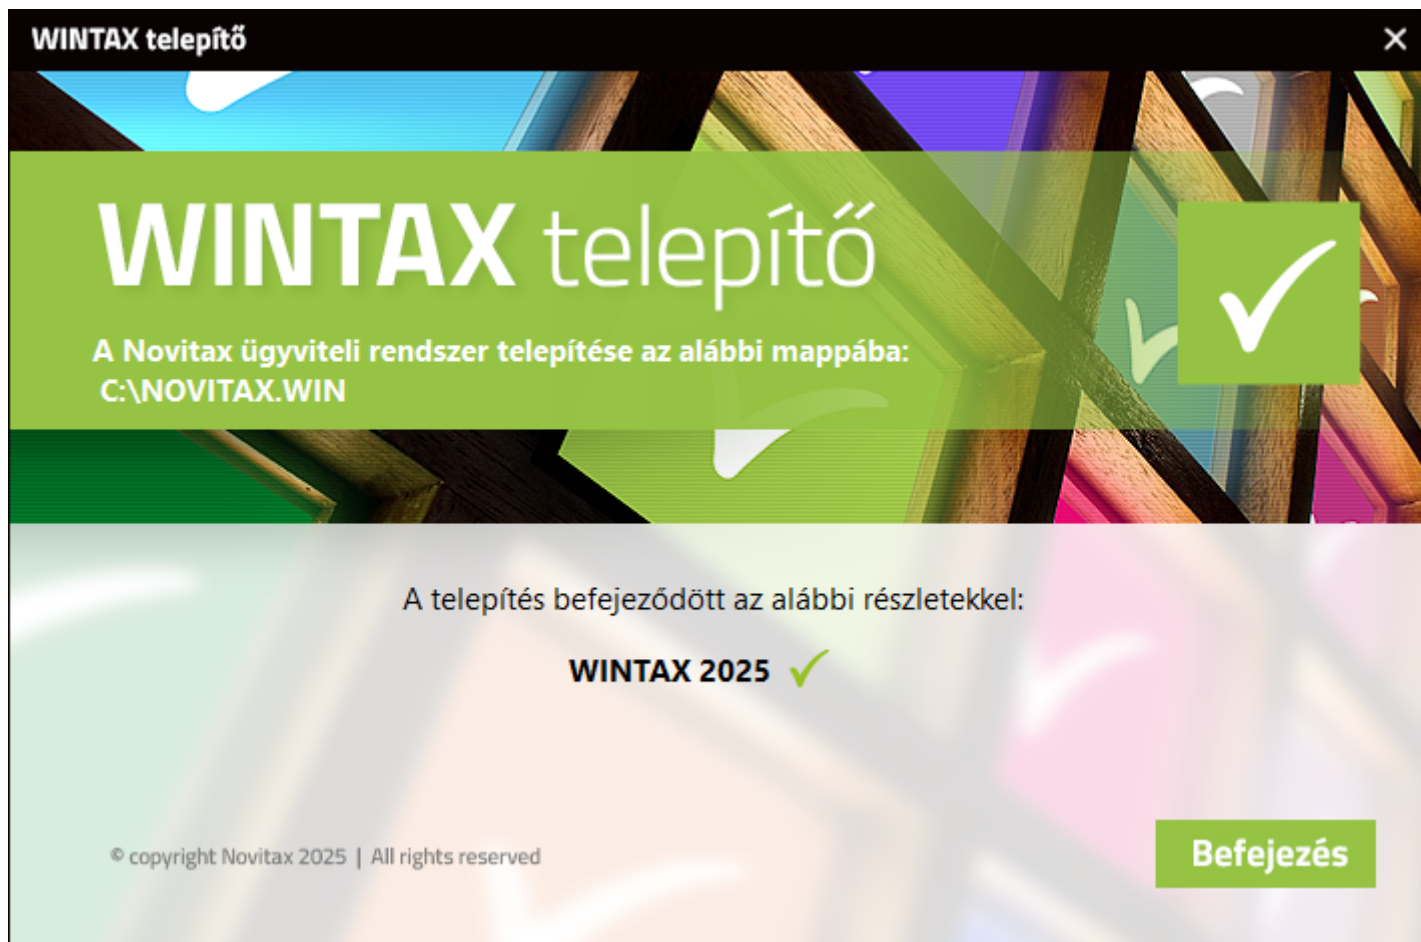 WINTAX telepítő
WINTAX telepítő
A Novitax ügyviteli rendszer telepítése az alábbi mappába:
C:\NOVITAX.WIN
A telepítés befejeződött az alábbi részletekkel:
WINTAX 2025
© copyright Novitax 2025 | All rights reserved
Befejezés